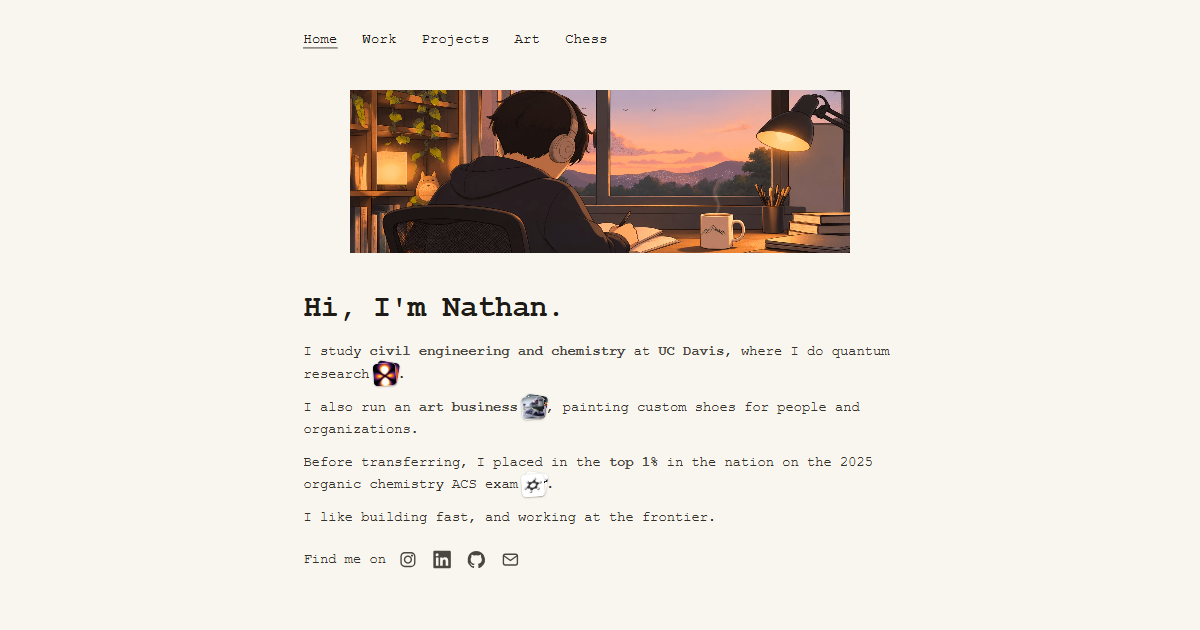 Home Work Projects Art Chess
Hi, I'm Nathan.
I study civil engineering and chemistry at UC Davis, where I do quantum
research.
I also run an art business, painting custom shoes for people and
organizations.
Before transferring, I placed in the top 1% in the nation on the 2025
organic chemistry ACS exam.
I like building fast, and working at the frontier.
Find me on